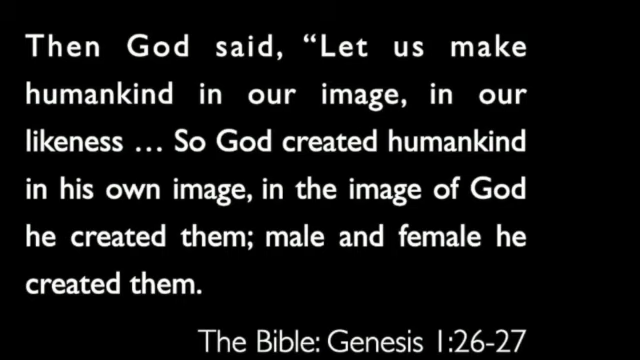 Then God said, “Let us make
humankind in our image, in our
likeness … So God created humankind
in his own image, in the image of God
he created them; male and female he
created them.
The Bible: Genesis 1:26-27